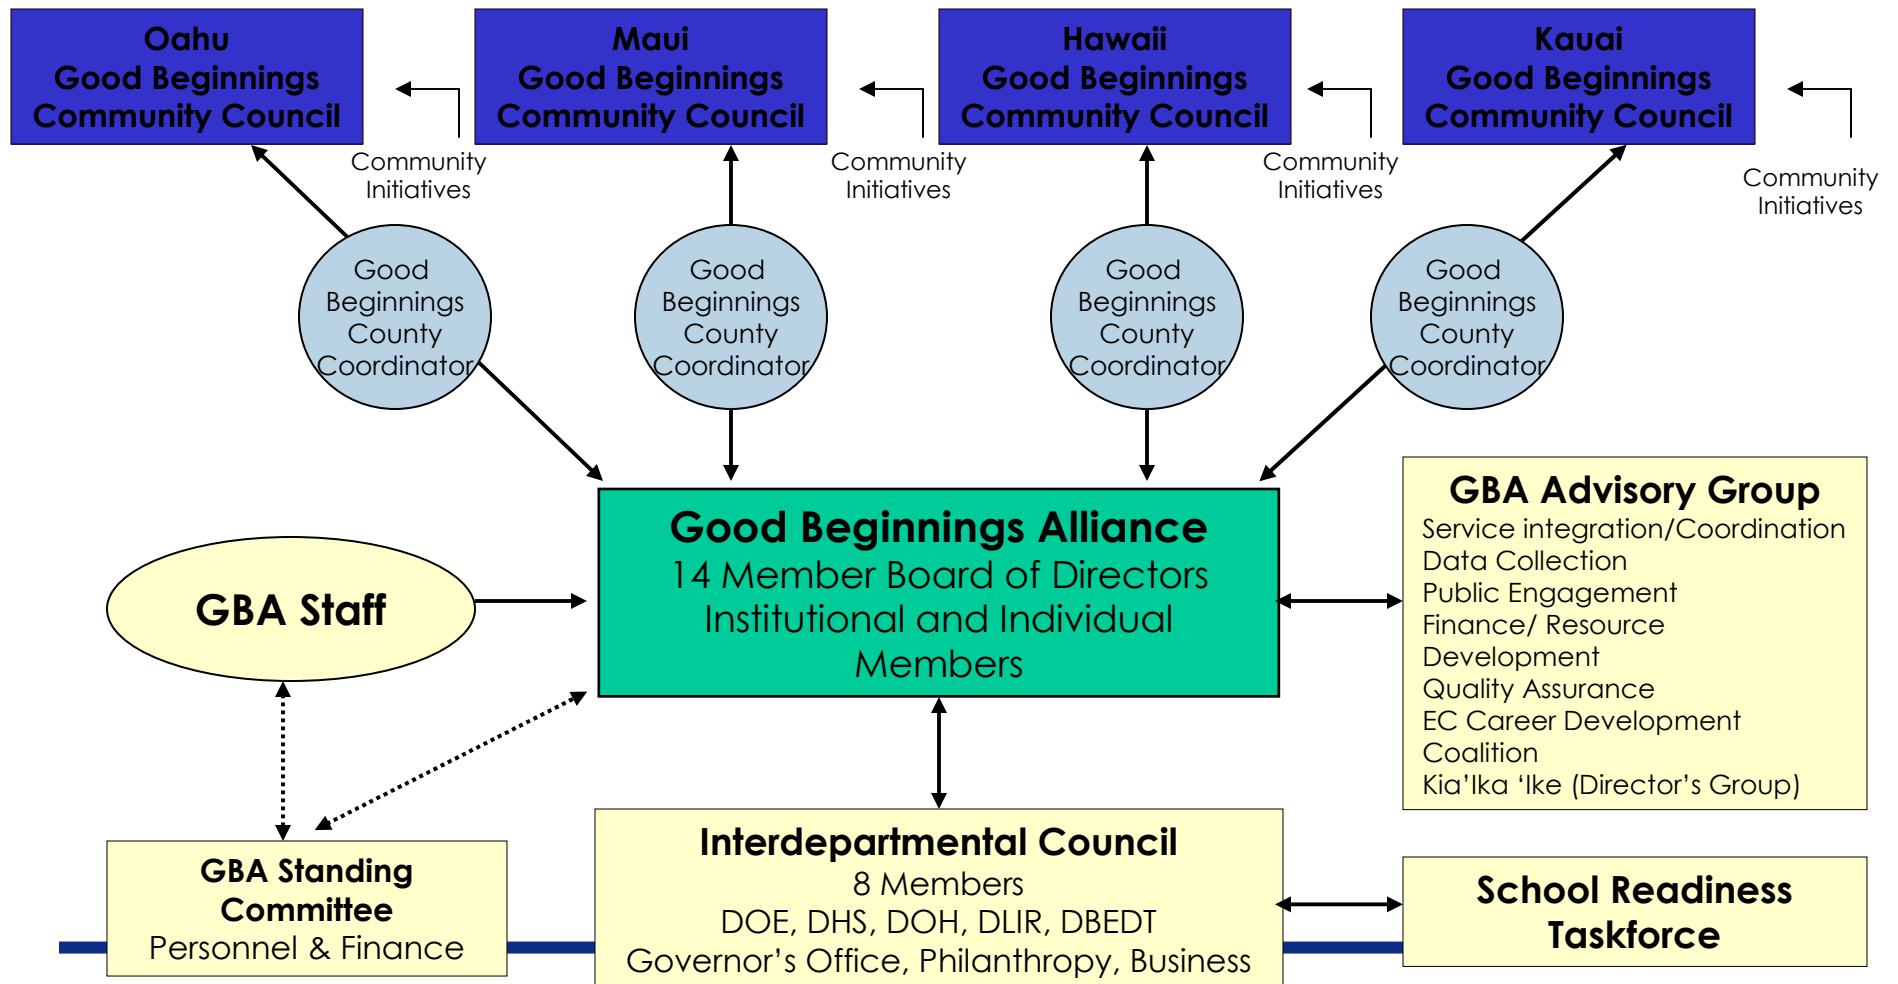 Oahu
Good Beginnings
Community Council
Maui
Good Beginnings
Community Council
Hawaii
Good Beginnings
Community Council
Kauai
Good Beginnings
Community Council
Community
Initiatives
Community
Initiatives
Community
Initiatives
Community
Initiatives
Good
Beginnings
County
Coordinator
Good
Beginnings
County
Coordinator
Good
Beginnings
County
Coordinator
Good
Beginnings
County
Coordinator
Good Beginnings Alliance
14 Member Board of Directors
Institutional and Individual
Members
GBA Advisory Group
Service integration/Coordination
Data Collection
Public Engagement
Finance/ Resource
Development
Quality Assurance
EC Career Development
Coalition
Kia’Ika ‘Ike (Director’s Group)
GBA Staff
GBA Standing
Committee
Personnel & Finance
Interdepartmental Council
8 Members
DOE, DHS, DOH, DLIR, DBEDT
Governor’s Office, Philanthropy, Business
School Readiness
Taskforce